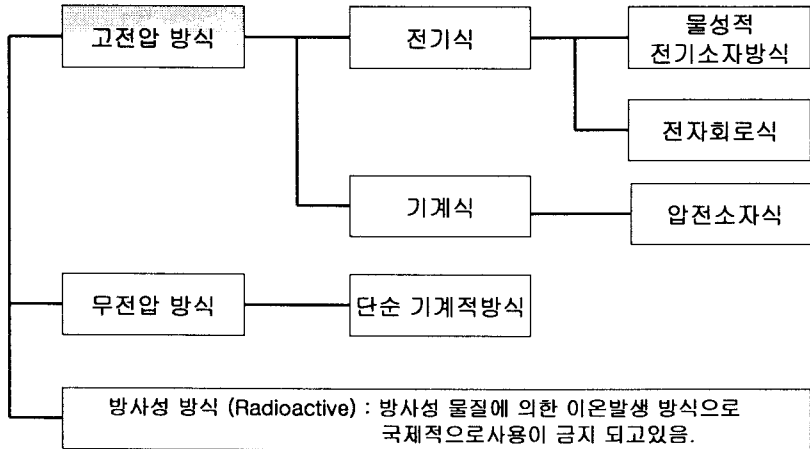 고전압 방식
전기식
물성적
전기소자방식
전자회로식
기계식
압전소자식
무전압 방식
단순 기계적방식
방사성 방식 (Radioactive) : 방사성 물질에 의한 이온발생 방식으로
국제적으로사용이 금지 되고있음.